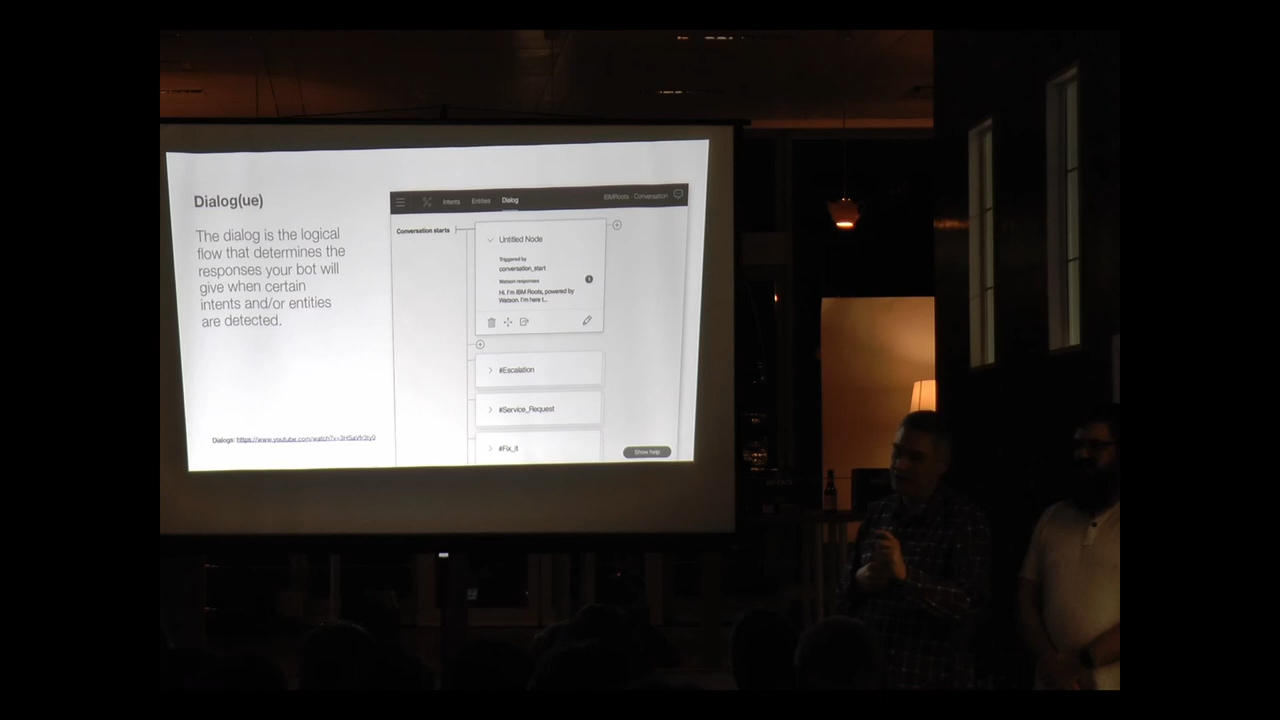 Dialog(ue)
The dialog is the logical
flow that determines the
responses your bot will
give when certain
intents and/or entities
are detected.
Dialogs:
Intents Entities Dialog
IBMRoots - Conversation
Conversation starts
Untitled Node
Triggered by
conversation_start
Watson responses
1
Hi, I'm IBM Roots, powered by
Watson. I'm here t...
#Escalation
#Service_Request
#Fix_it
Show help